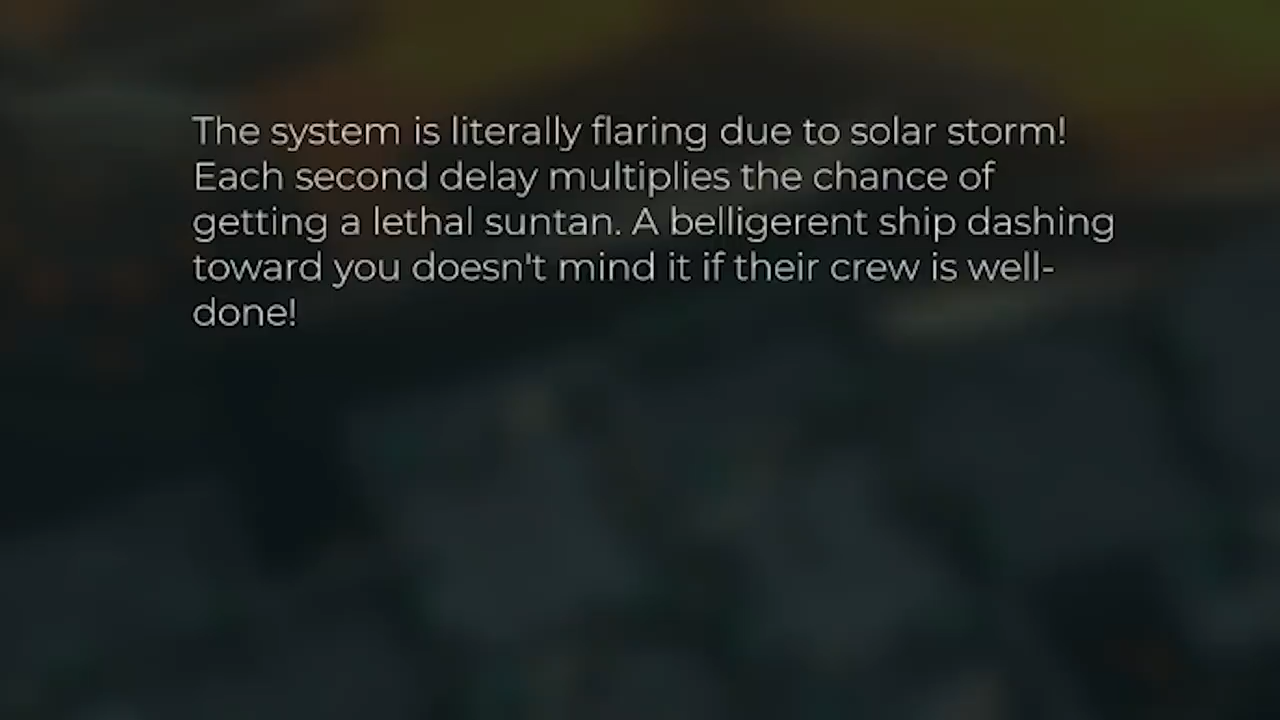 The system is literally flaring due to solar storm!
Each second delay multiplies the chance of
getting a lethal suntan. A belligerent ship dashing
toward you doesn't mind it if their crew is well-
done!